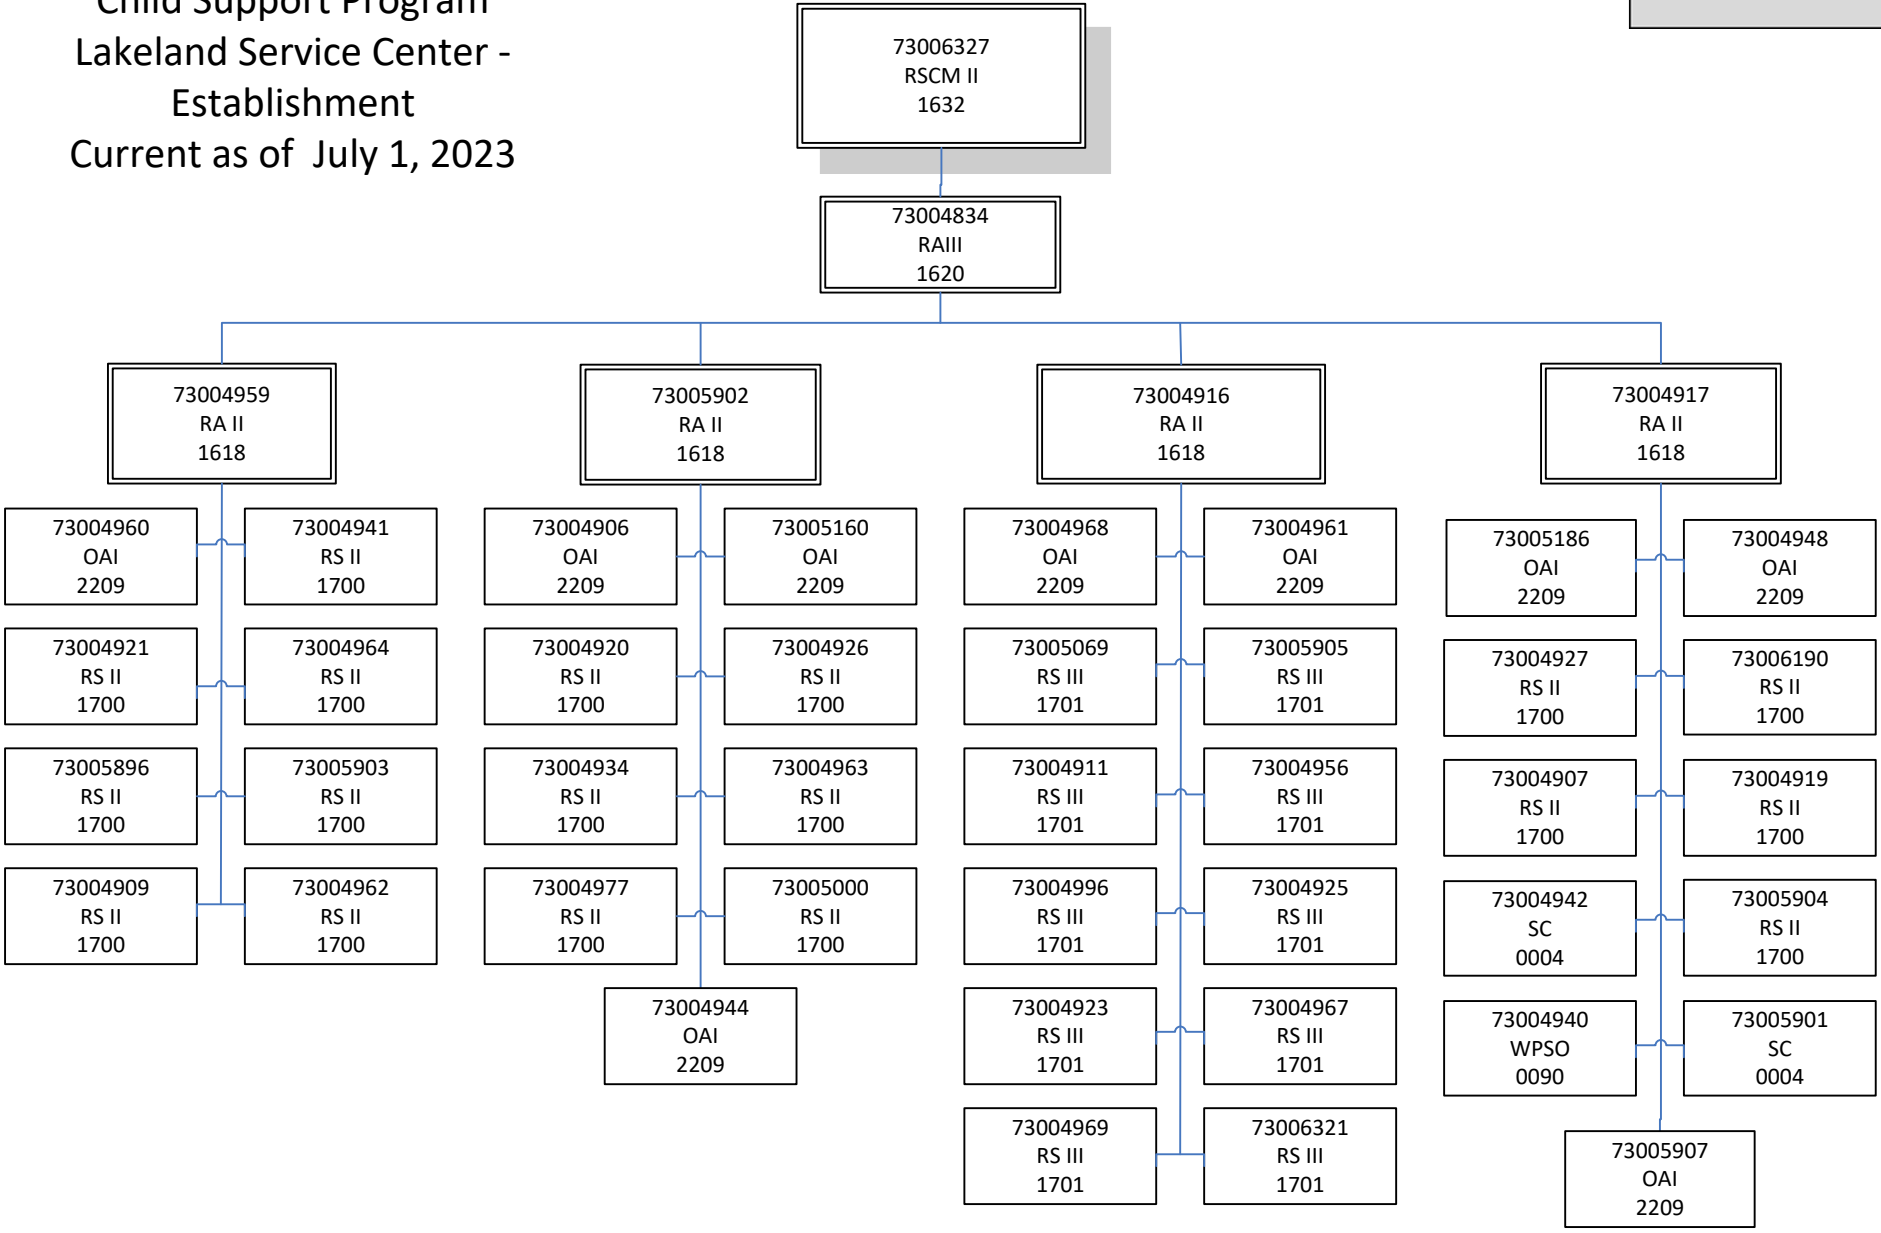 Child Support Program
Lakeland Service Center -
Establishment
Current as of  July 1, 2023
73006327
RSCM II
1632
73004834
RAIII
1620
73004959
RA II
1618
73005902
RA II
1618
73004916
RA II
1618
73004917
RA II
1618
73004960
OAI
2209
73004941
RS II
1700
73004921
RS II
1700
73004964
RS II
1700
73005896
RS II
1700
73005903
RS II
1700
73004909
RS II
1700
73004962
RS II
1700
73004906
OAI
2209
73005160
OAI
2209
73004920
RS II
1700
73004926
RS II
1700
73004934
RS II
1700
73004963
RS II
1700
73004977
RS II
1700
73005000
RS II
1700
73004944
OAI
2209
73004968
OAI
2209
73004961
OAI
2209
73005069
RS III
1701
73005905
RS III
1701
73004911
RS III
1701
73004956
RS III
1701
73004996
RS III
1701
73004925
RS III
1701
73004923
RS III
1701
73004967
RS III
1701
73004969
RS III
1701
73006321
RS III
1701
73005186
OAI
2209
73004948
OAI
2209
73004927
RS II
1700
73006190
RS II
1700
73004907
RS II
1700
73004919
RS II
1700
73004942
SC
0004
73005904
RS II
1700
73004940
WPSO
0090
73005901
SC
0004
73005907
OAI
2209